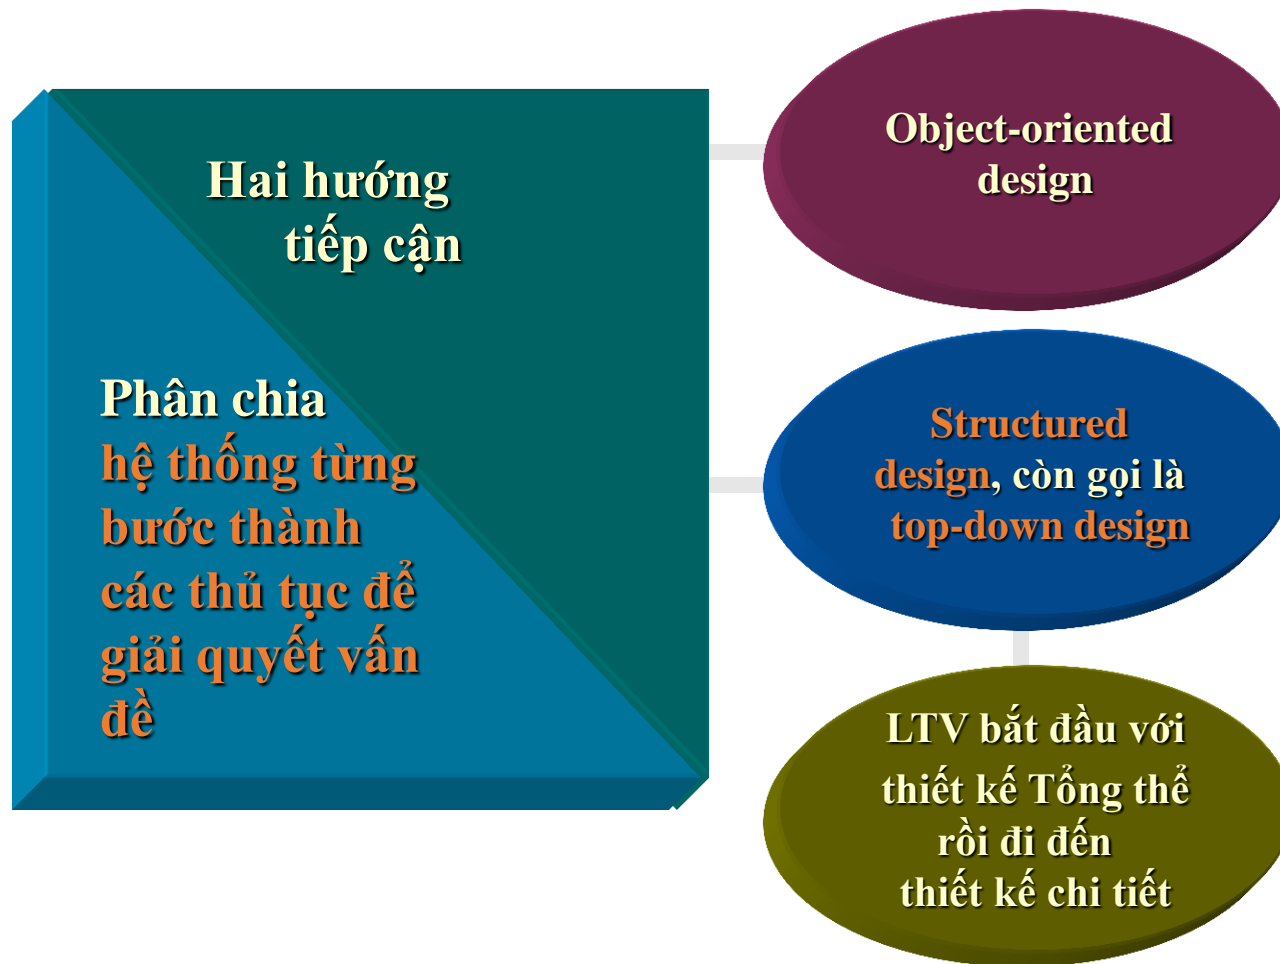 Hai hướng
tiếp cận
Phân chia
hệ thống từng
bước thành
các thủ tục để
giải quyết vấn
đề
Object-oriented
design
Structured
design, còn gọi là
top-down design
LTV bắt đầu với
thiết kế Tổng thể
rồi đi đến
thiết kế chi tiết